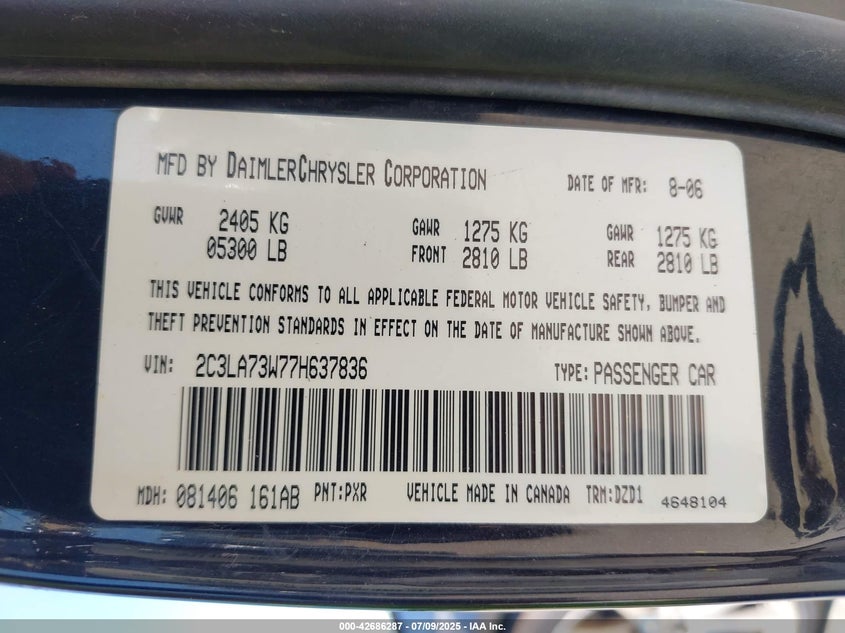 MFD BY DAIMLERCHRYSLER CORPORATION DATE OF MFR: 8-06
GVWR 2405 KG GAWR 1275 KG GAWR 1275 KG
05300 LB FRONT 2810 LB REAR 2810 LB
THIS VEHICLE CONFORMS TO ALL APPLICABLE FEDERAL MOTOR VEHICLE SAFETY, BUMPER AND
THEFT PREVENTION STANDARDS IN EFFECT ON THE DATE OF MANUFACTURE SHOWN ABOVE.
VIN: 2C3LA73W77H637836 TYPE: PASSENGER CAR
MDH: 081406 161AB PNT:PXR VEHICLE MADE IN CANADA TRM:DZD1 4648104
000-42686287 - 07/09/2025 - IAA Inc.